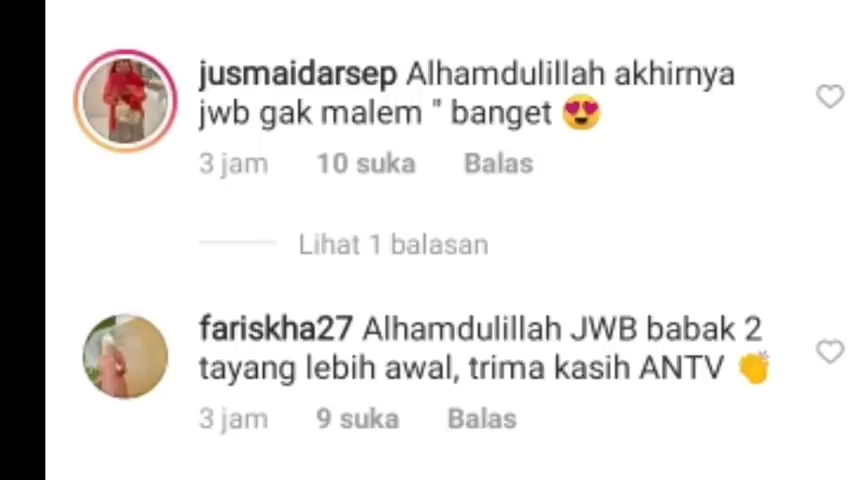 jusmaidarsep Alhamdulillah akhirnya
jwb gak malem " banget 😍
3 jam 10 suka Balas
Lihat 1 balasan
fariskha27 Alhamdulillah JWB babak 2
tayang lebih awal, trima kasih ANTV 👏
3 jam 9 suka Balas